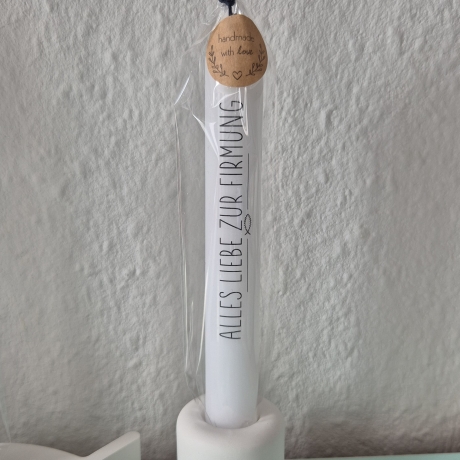 handmade
with love
ALLES LIEBE ZUR FIRMUNG